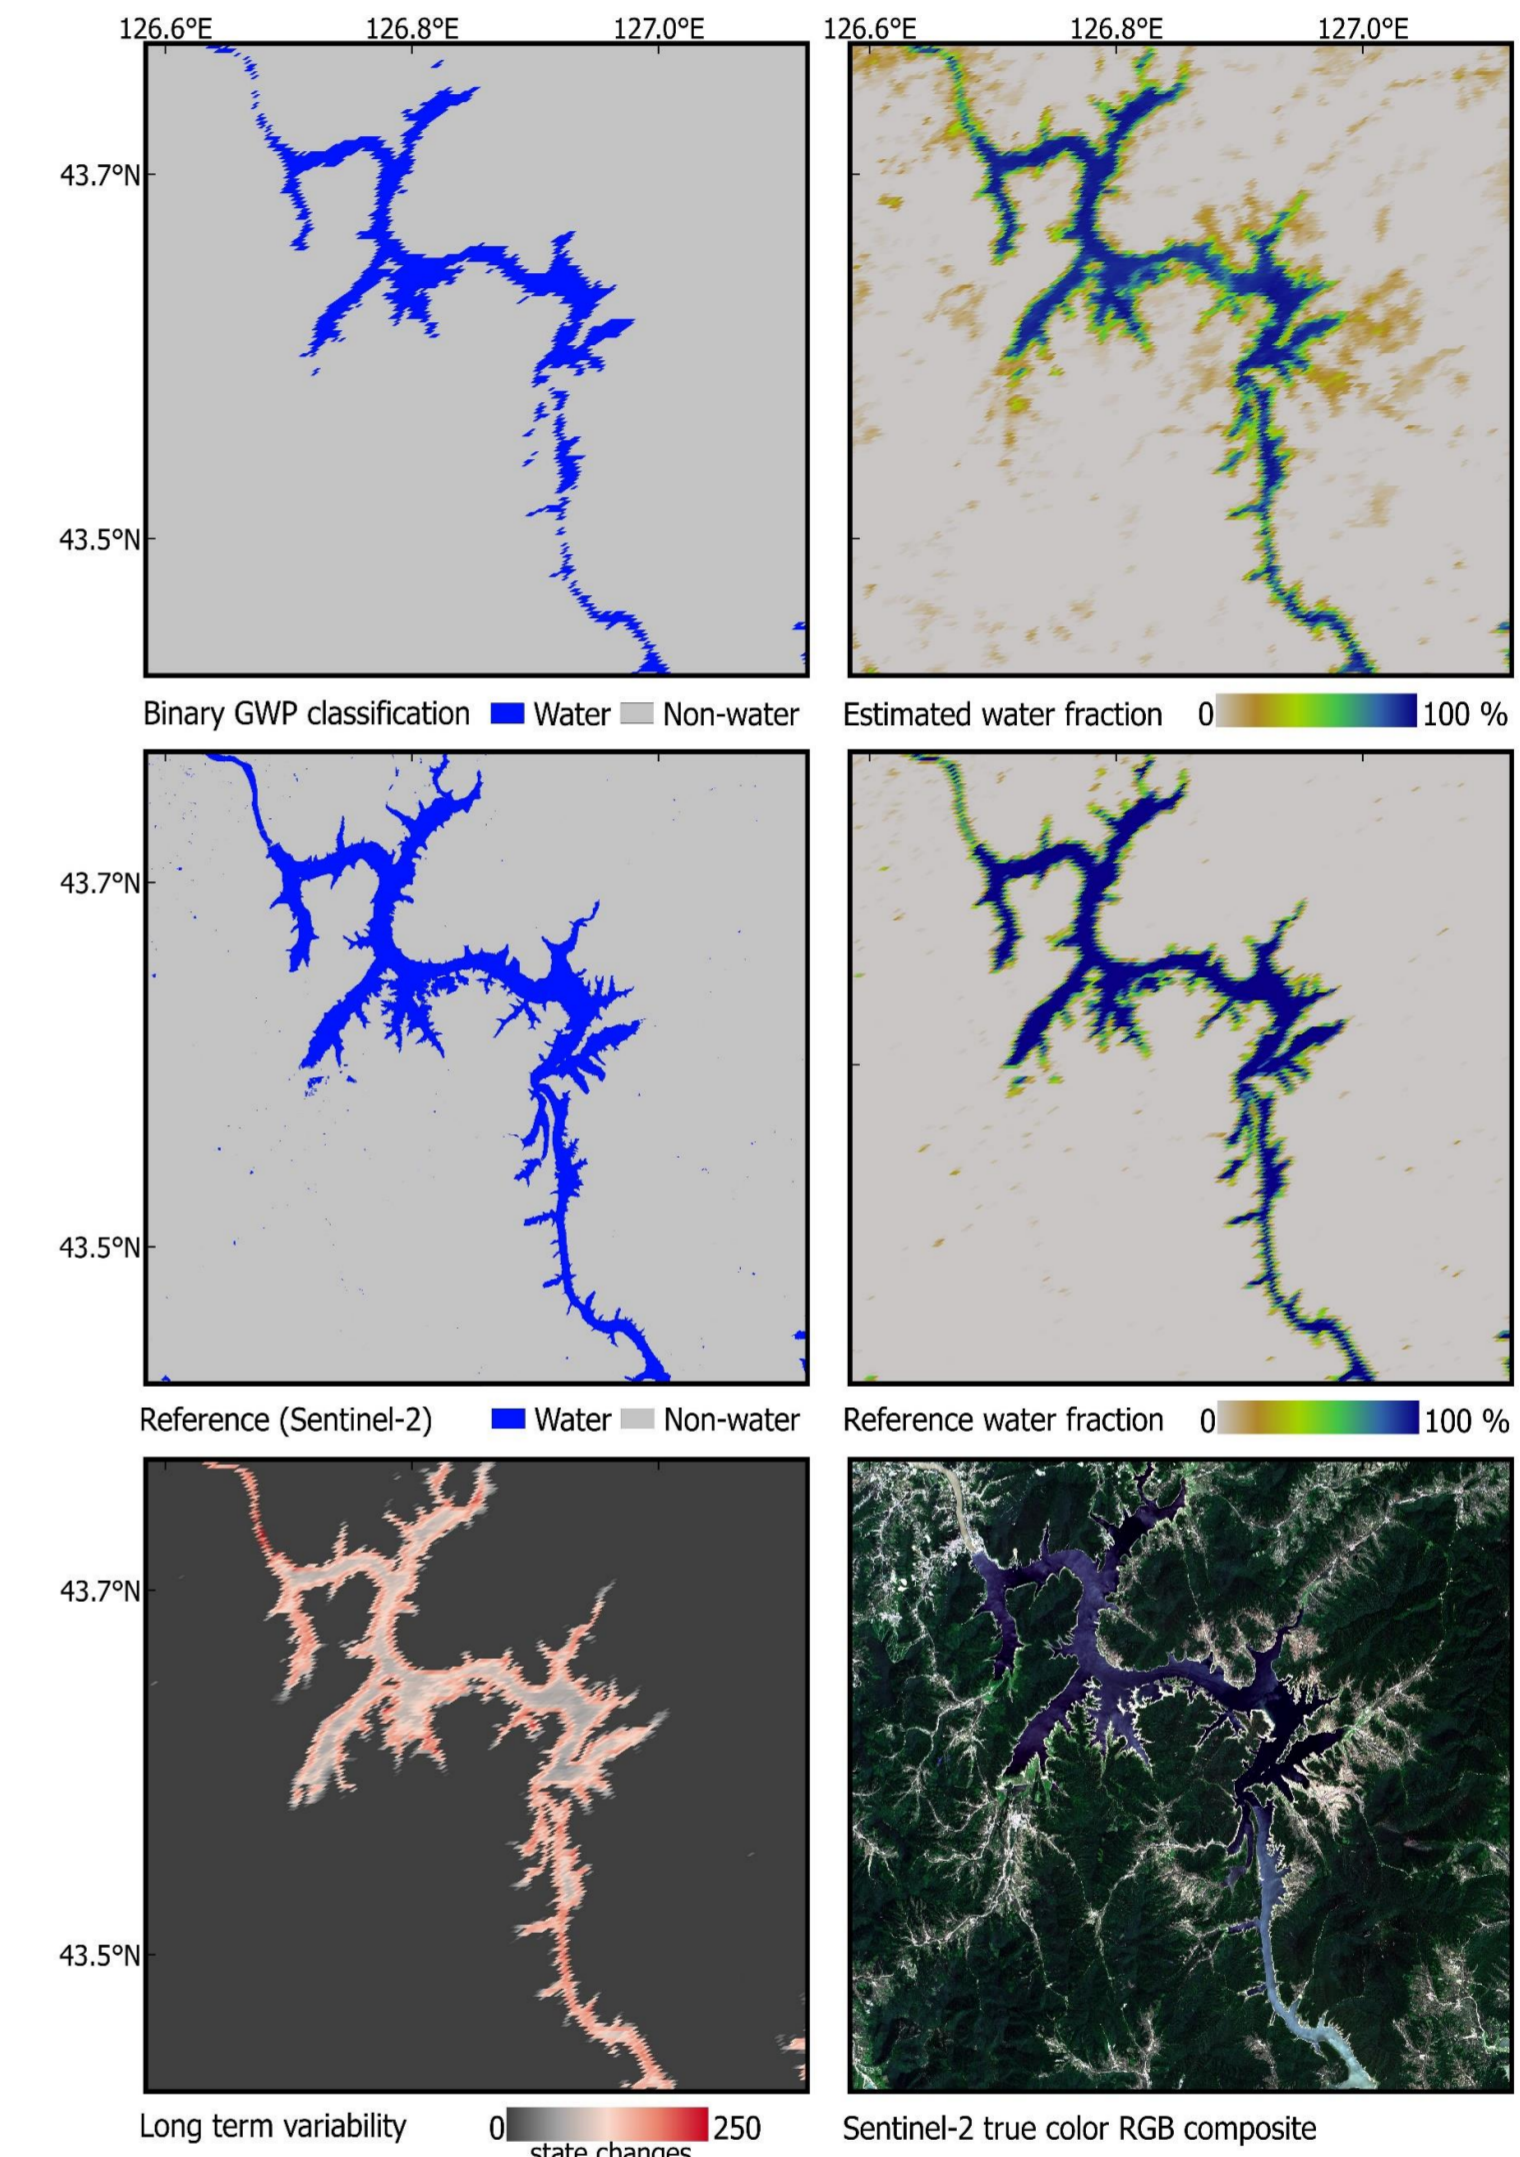 126.6°E 126.8°E 127.0°E 126.6°E 126.8°E 127.0°E
43.7°N
43.5°N
Binary GWP classification Water Non-water Estimated water fraction 0 100 %
43.7°N
43.5°N
Reference (Sentinel-2) Water Non-water Reference water fraction 0 100 %
43.7°N
43.5°N
Long term variability 0 250 Sentinel-2 true color RGB composite
state changes